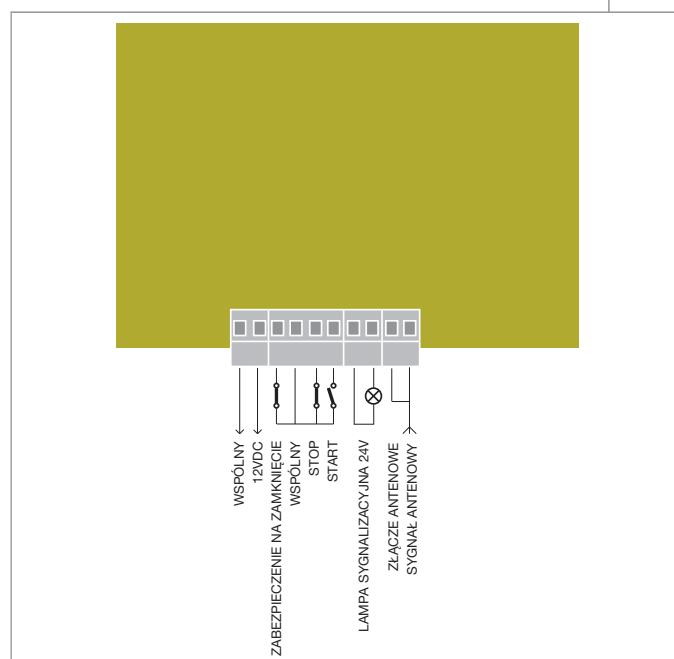 WSPÓLNY
12VDC
ZABEZPIECZENIE NA ZAMKNIĘCIE
WSPÓLNY
STOP
START
LAMPA SYGNALIZACYJNA 24V
ZŁĄCZE ANTENOWE
SYGNAŁ ANTENOWY